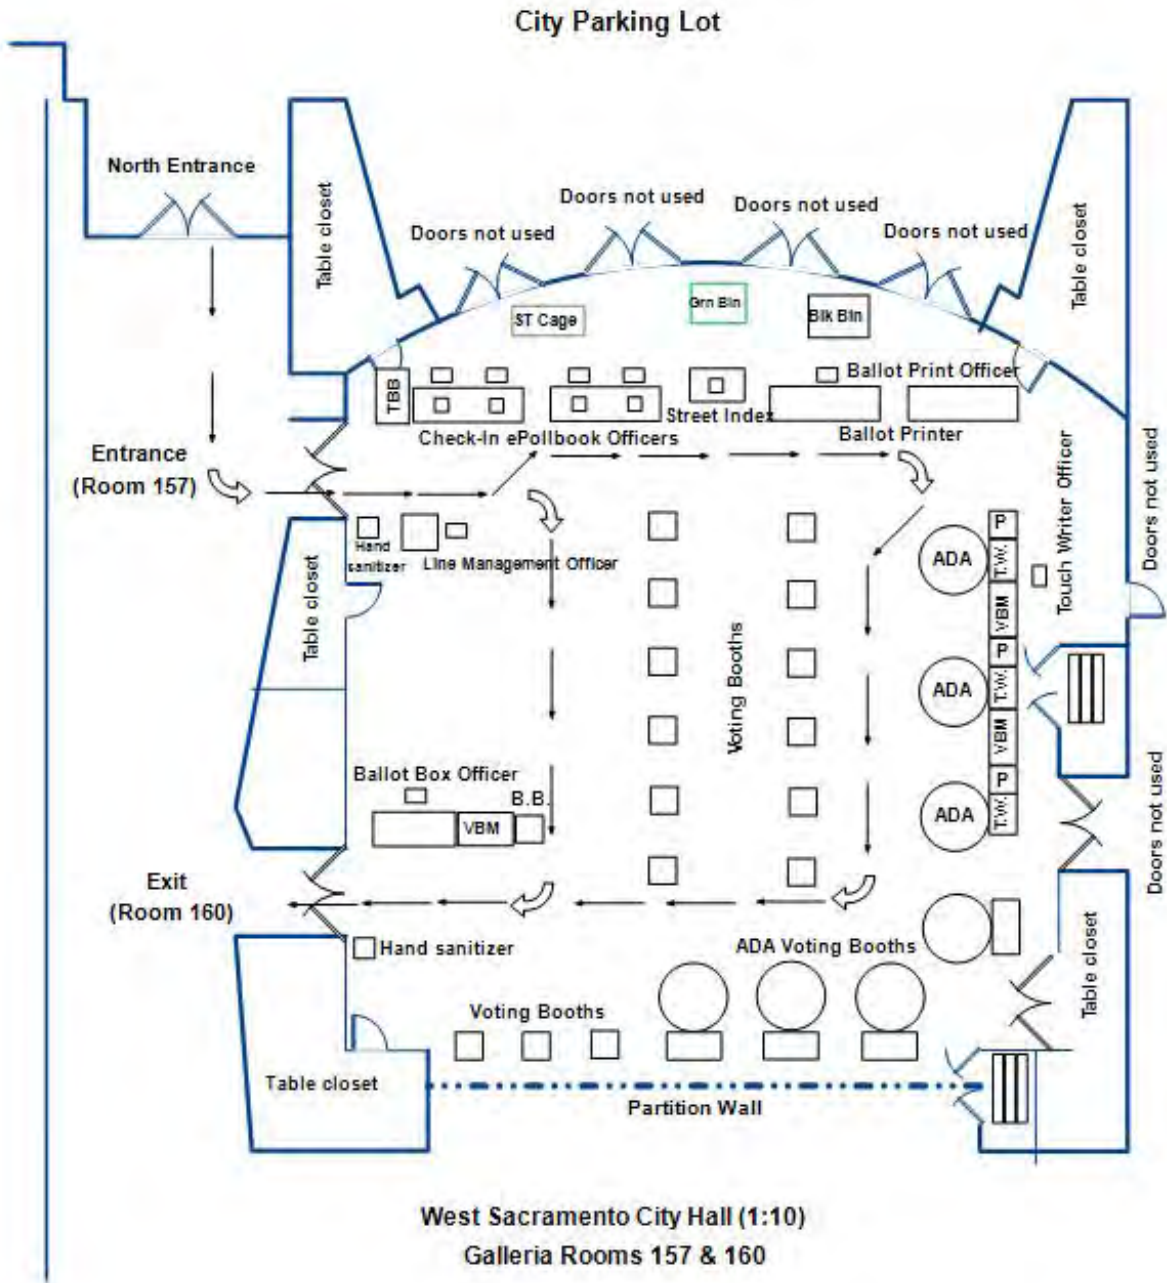 City Parking Lot
North Entrance
Table closet
Doors not used
Doors not used
Doors not used
Doors not used
Table closet
ST Cage
Grn Bin
Blk Bin
TBB
Ballot Print Officer
Street Index
Check-In ePollbook Officers
Ballot Printer
Entrance
(Room 157)
Hand
sanitizer
Line Management Officer
Table closet
Voting Booths
ADA
P
T.W.
VBM
ADA
P
T.W.
VBM
ADA
P
T.W.
Touch Writer Officer
Doors not used
Doors not used
Ballot Box Officer
B.B.
VBM
Exit
(Room 160)
Hand sanitizer
ADA Voting Booths
Table closet
Voting Booths
Table closet
Partition Wall
West Sacramento City Hall (1:10)
Galleria Rooms 157 & 160